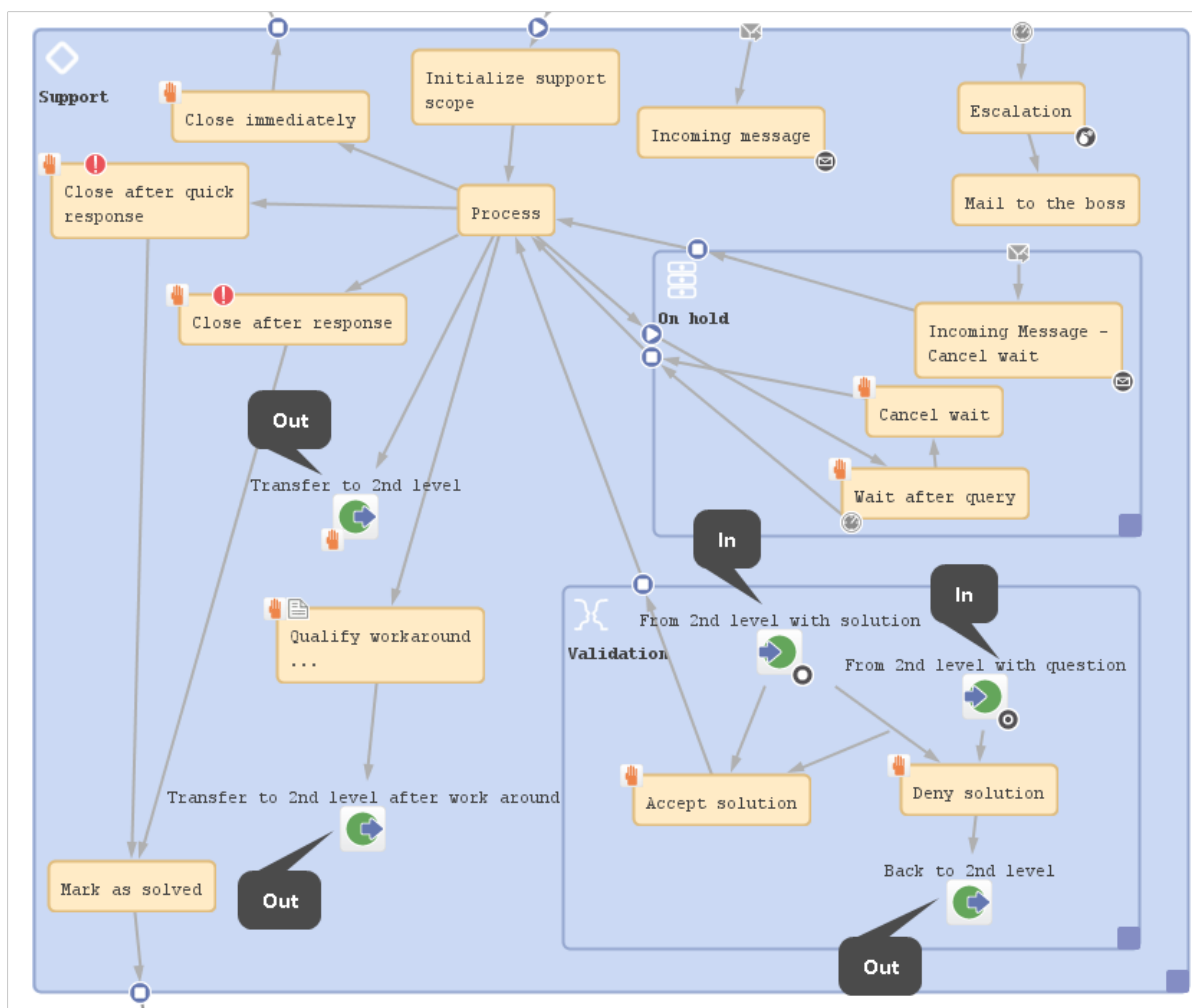 Support
Close immediately
Initialize support
scope
Incoming message
Escalation
Mail to the boss
Close after quick
response
Process
Close after response
On hold
Incoming Message -
Cancel wait
Cancel wait
Wait after query
Out
Transfer to 2nd level
In
In
Qualify workaround
...
Validation
From 2nd level with solution
From 2nd level with question
Transfer to 2nd level after work around
Accept solution
Deny solution
Mark as solved
Out
Back to 2nd level
Out